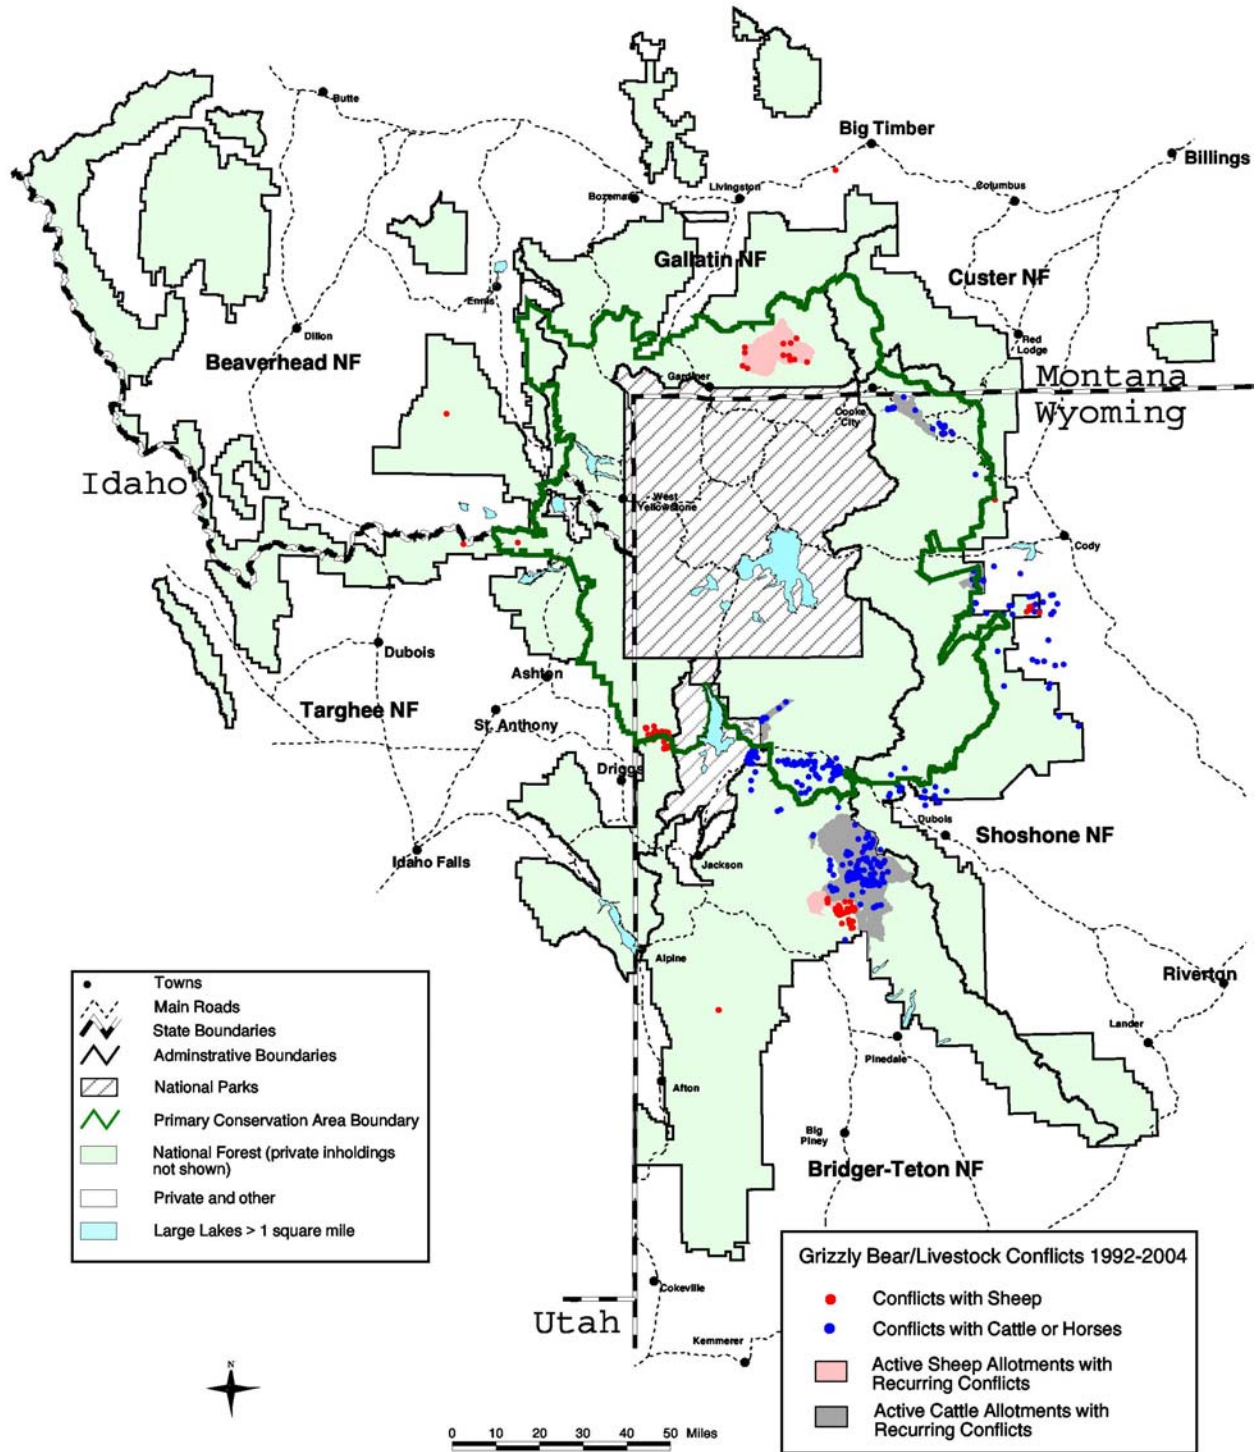 Butte
Big Timber
Billings
Livingston
Columbus
Bozeman
Gallatin NF
Custer NF
Ennis
Dillon
Beaverhead NF
Red
Lodge
Gardiner
Montana
Cooke
City
Wyoming
Idaho
West
Yellowstone
Cody
Dubois
Ashton
Targhee NF
St. Anthony
Driggs
Dubois
Shoshone NF
Idaho Falls
Jackson
Alpine
Riverton
Lander
Pinedale
Afton
Big
Piney
Bridger-Teton NF
Towns
Main Roads
State Boundaries
Adminstrative Boundaries
National Parks
Primary Conservation Area Boundary
National Forest (private inholdings
not shown)
Private and other
Large Lakes > 1 square mile
Cokeville
Utah
Kemmerer
Grizzly Bear/Livestock Conflicts 1992-2004
Conflicts with Sheep
Conflicts with Cattle or Horses
Active Sheep Allotments with
Recurring Conflicts
Active Cattle Allotments with
Recurring Conflicts
N
0 10 20 30 40 50 Miles